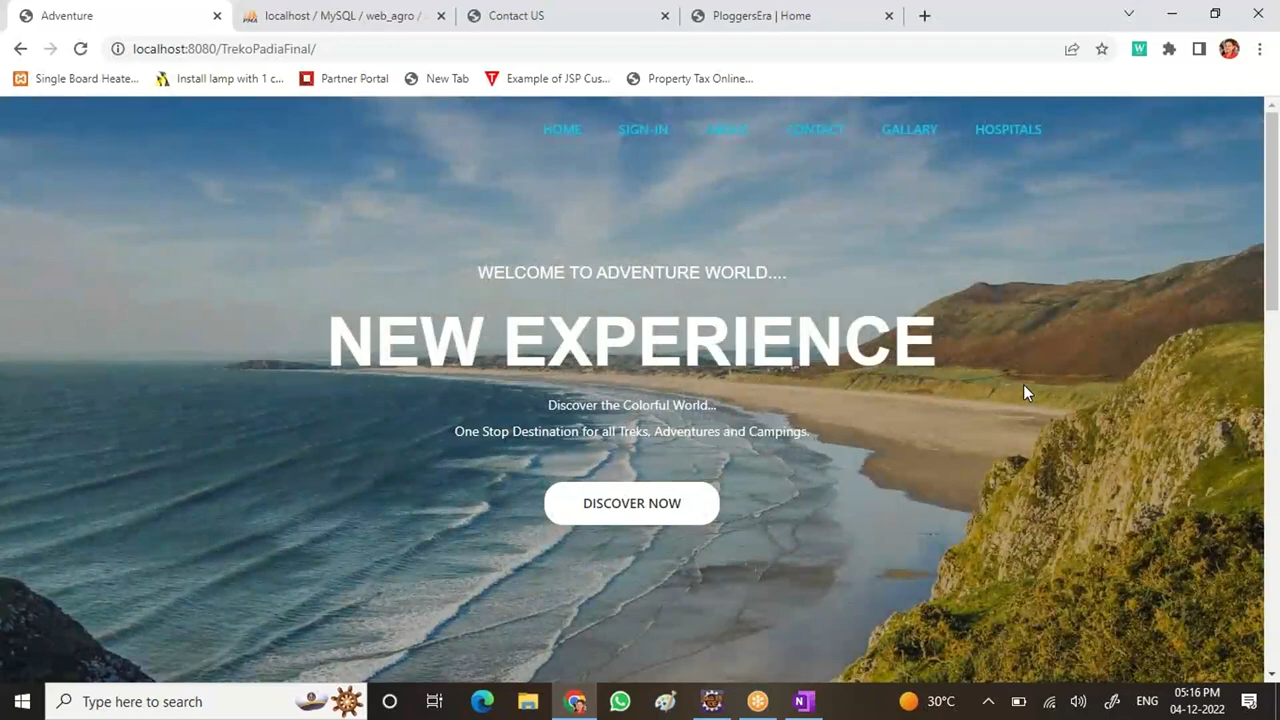 Adventure
localhost / MySQL / web_agro /
Contact US
PloggersEra | Home
localhost:8080/TrekoPadiaFinal/
Single Board Heate...
Install lamp with 1 c...
Partner Portal
New Tab
Example of JSP Cus...
Property Tax Online...
HOME SIGN-IN ABOUT CONTACT GALLARY HOSPITALS
WELCOME TO ADVENTURE WORLD....
NEW EXPERIENCE
Discover the Colorful World...
One Stop Destination for all Treks, Adventures and Campings.
DISCOVER NOW
Type here to search
30°C
ENG
05:16 PM
04-12-2022